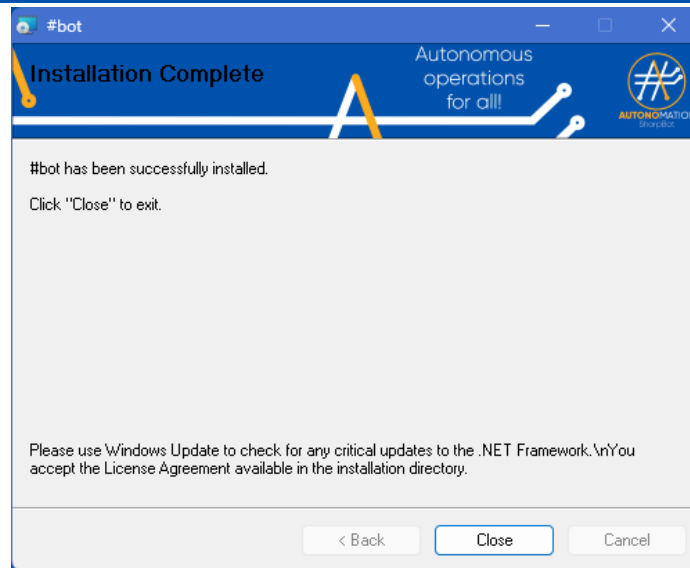 #bot
Installation Complete
Autonomous
operations
for all!
AUTONOMATIO
SharpBot
#bot has been successfully installed.
Click "Close" to exit.
Please use Windows Update to check for any critical updates to the .NET Framework.\nYou
accept the License Agreement available in the installation directory.
< Back
Close
Cancel